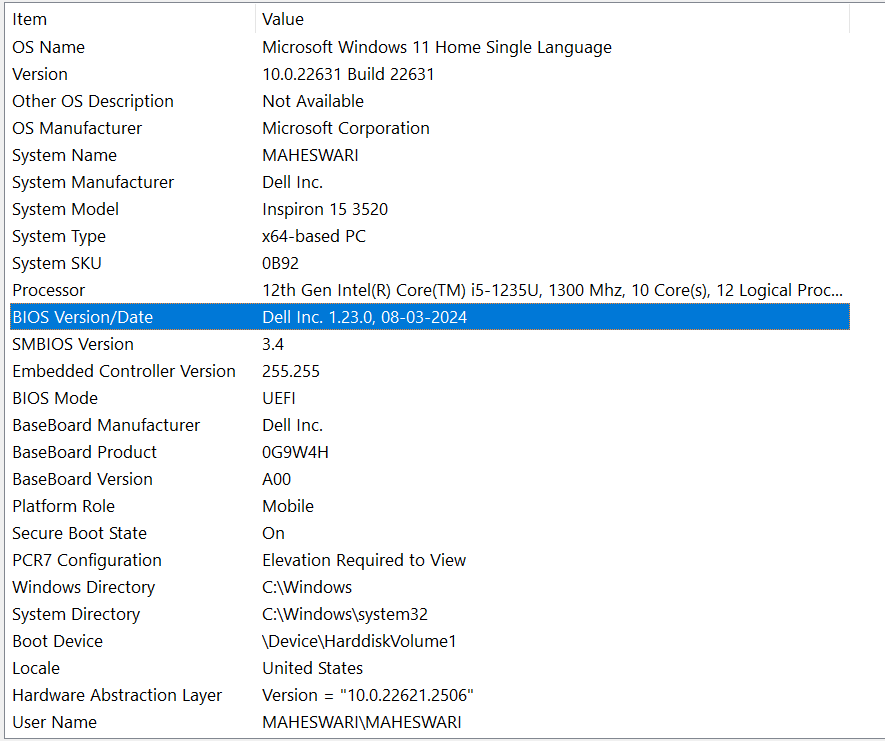 Item Value
OS Name Microsoft Windows 11 Home Single Language
Version 10.0.22631 Build 22631
Other OS Description Not Available
OS Manufacturer Microsoft Corporation
System Name MAHESWARI
System Manufacturer Dell Inc.
System Model Inspiron 15 3520
System Type x64-based PC
System SKU 0B92
Processor 12th Gen Intel(R) Core(TM) i5-1235U, 1300 Mhz, 10 Core(s), 12 Logical Proc...
BIOS Version/Date Dell Inc. 1.23.0, 08-03-2024
SMBIOS Version 3.4
Embedded Controller Version 255.255
BIOS Mode UEFI
BaseBoard Manufacturer Dell Inc.
BaseBoard Product 0G9W4H
BaseBoard Version A00
Platform Role Mobile
Secure Boot State On
PCR7 Configuration Elevation Required to View
Windows Directory C:\Windows
System Directory C:\Windows\system32
Boot Device \Device\HarddiskVolume1
Locale United States
Hardware Abstraction Layer Version = "10.0.22621.2506"
User Name MAHESWARI\MAHESWARI